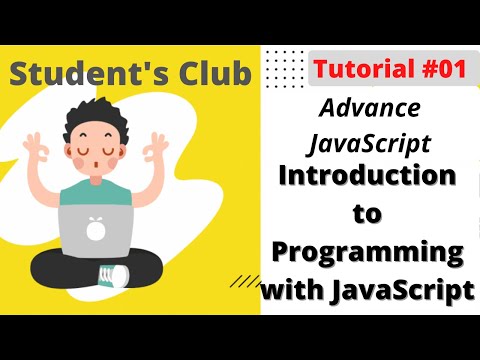 Student's Club
Tutorial #01
Advance
JavaScript
Introduction
to
Programming
with JavaScript